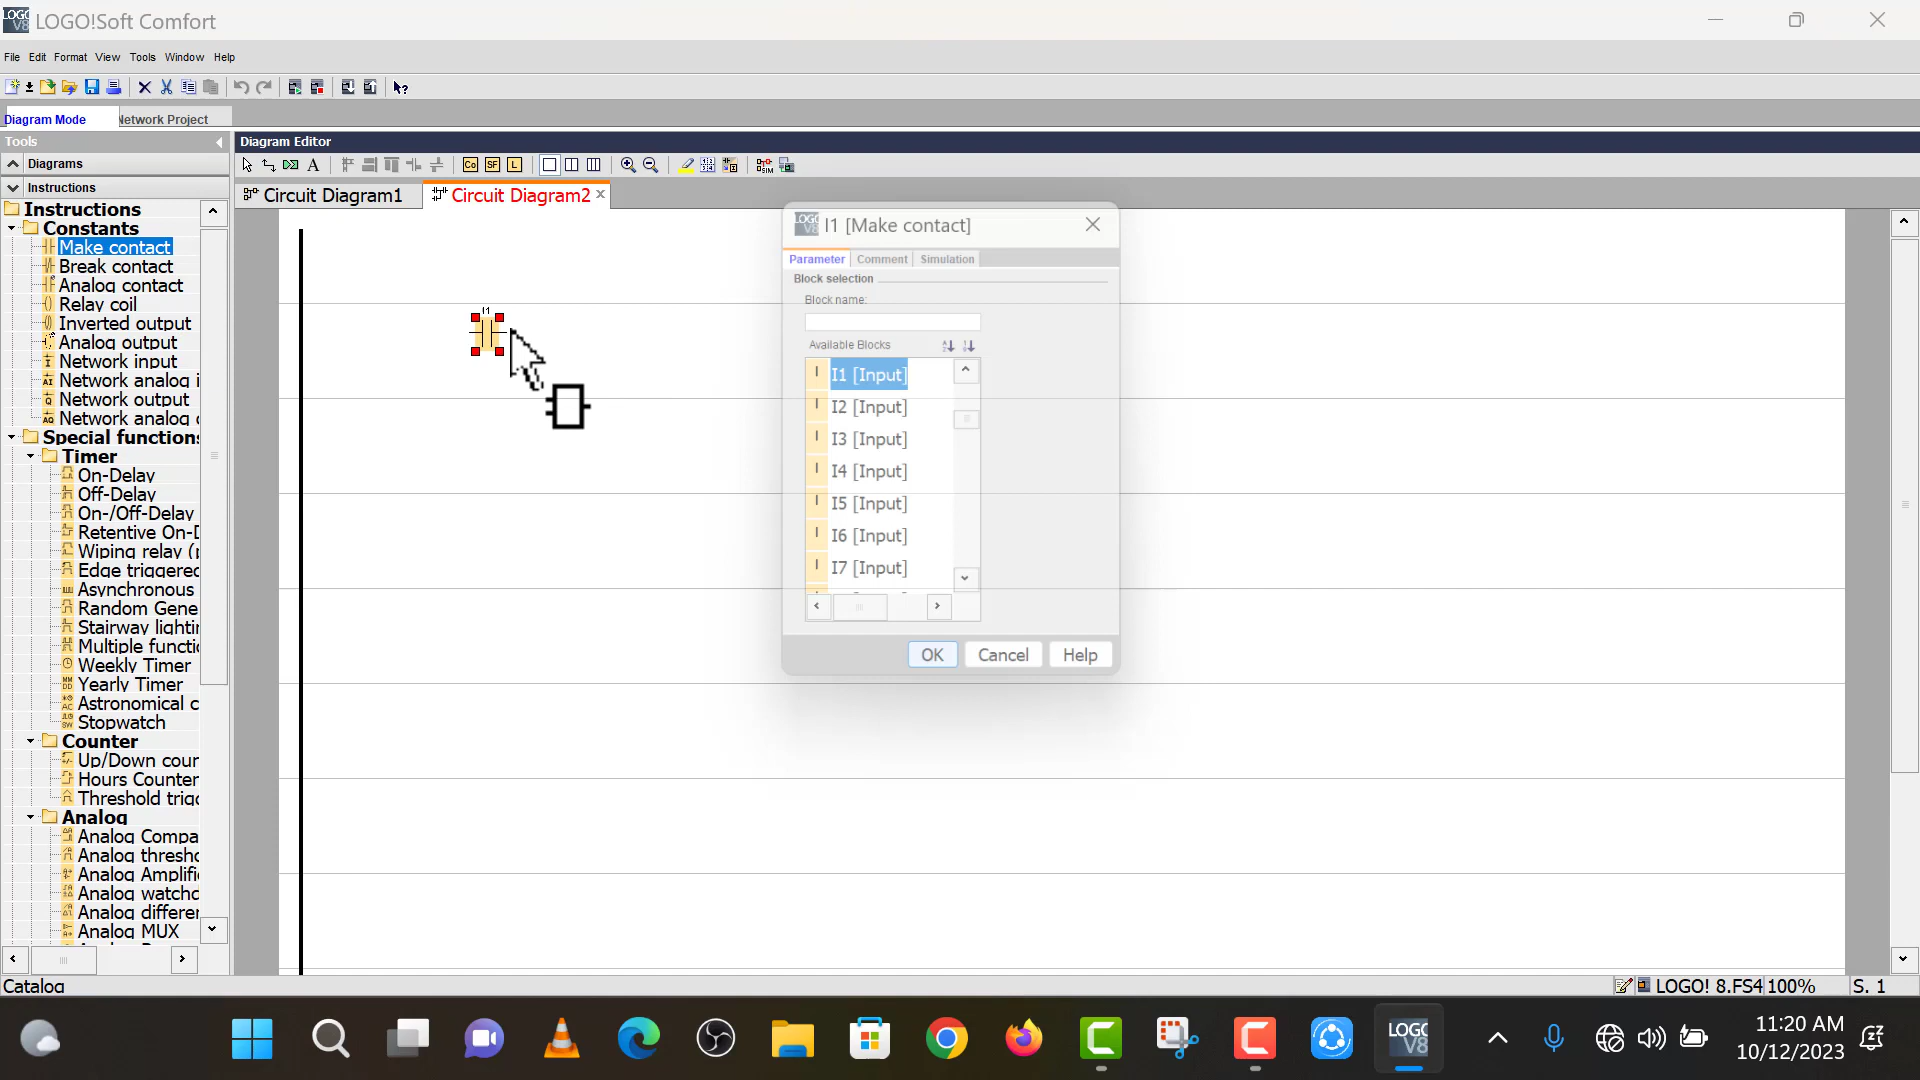 LOGO!Soft Comfort
File Edit Format View Tools Window Help
Diagram Mode
Network Project
Tools
Diagram Editor
Diagrams
Instructions
Circuit Diagram1
Circuit Diagram2
Instructions
Constants
Make contact
Break contact
Analog contact
Relay coil
Inverted output
Analog output
Network input
Network analog i
Network output
Network analog
Special functions
Timer
On-Delay
Off-Delay
On-/Off-Delay
Retentive On-D
Wiping relay (
Edge triggered
Asynchronous
Random Gene
Stairway lighti
Multiple functi
Weekly Timer
Yearly Timer
Astronomical c
Stopwatch
Counter
Up/Down cour
Hours Counter
Threshold trig
Analog
Analog Compa
Analog thresh
Analog Amplifi
Analog watchd
Analog differen
Analog MUX
I1
I1 [Make contact]
Parameter Comment Simulation
Block selection
Block name:
Available Blocks
I1 [Input]
I2 [Input]
I3 [Input]
I4 [Input]
I5 [Input]
I6 [Input]
I7 [Input]
OK Cancel Help
Catalog
LOGO! 8.FS4 100% S. 1
11:20 AM
10/12/2023